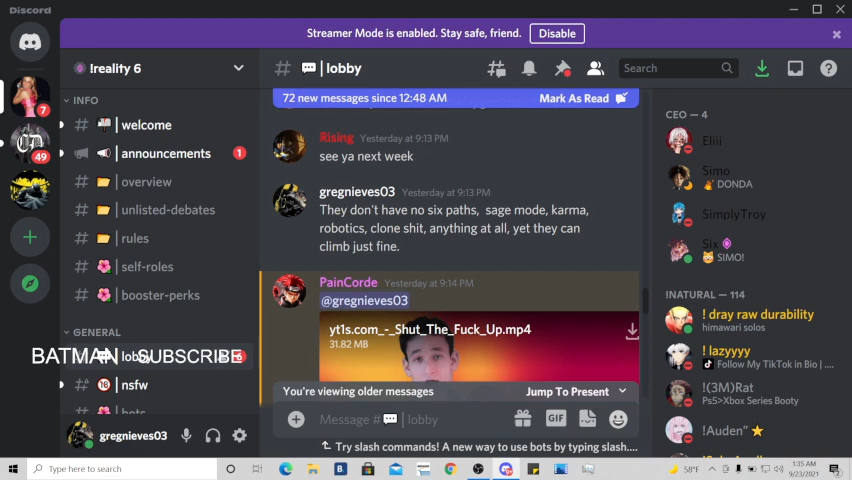 Discord
Streamer Mode is enabled. Stay safe, friend. Disable
!reality 6
| lobby
Search
72 new messages since 12:48 AM Mark As Read
INFO
| welcome
| announcements 1
| overview
| unlisted-debates
| rules
| self-roles
| booster-perks
GENERAL
| nsfw
BATMAN SUBSCRIBE
7
49
Rising Yesterday at 9:13 PM
see ya next week
gregnieves03 Yesterday at 9:13 PM
They don't have no six paths, sage mode, karma,
robotics, clone shit, anything at all, yet they can
climb just fine.
PainCorde Yesterday at 9:14 PM
@gregnieves03
yt1s.com_-_Shut_The_Fuck_Up.mp4
31.82 MB
You're viewing older messages Jump To Present
Message # | lobby
GIF
Try slash commands! A new way to use bots by typing slash....
gregnieves03
CEO — 4
Eliii
Simo
DONDA
SimplyTroy
Six
SIMO!
!NATURAL — 114
! dray raw durability
himawari solos
! lazyyyy
Follow My TikTok in Bio | ...
!(3M)Rat
Ps5>Xbox Series Booty
!Auden"
Type here to search
58°F
1:35 AM
9/23/2021